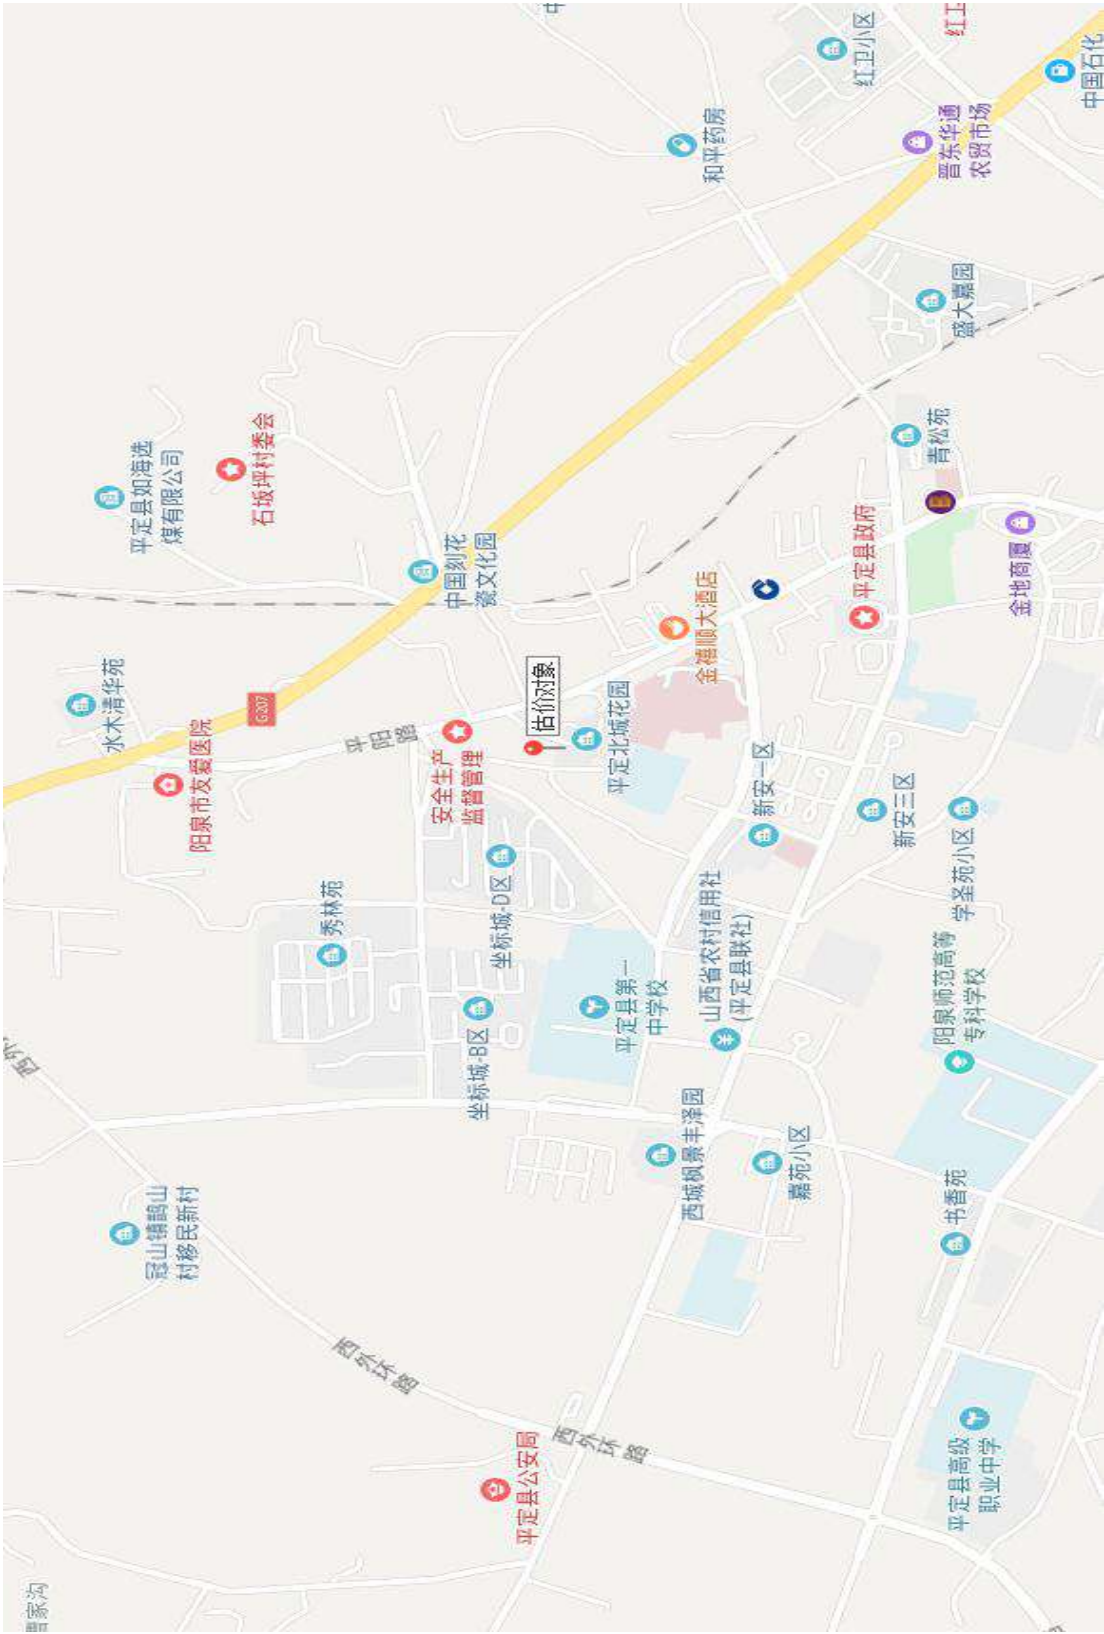 红卫小区
中国石化
晋东华通
农贸市场
和平药房
盛大嘉园
青松苑
平定县如海选
煤有限公司
石坂坪村委会
中国刻花
瓷文化园
金禧顺大酒店
平定县政府
金地商厦
水木清华苑
G207
阳泉市友爱医院
安全生产
监督管理
估价对象
平定北城花园
新安一区
新安三区
学圣苑小区
秀林苑
坐标城-D区
坐标城-B区
平定县第一
中学校
山西省农村信用社
(平定县联社)
阳泉师范高等
专科学校
西外
冠山镇鹊山
村移民新村
西城枫景丰泽园
嘉苑小区
书香苑
西外环路
西外环路
平定县公安局
平定县高级
职业中学
曹家沟